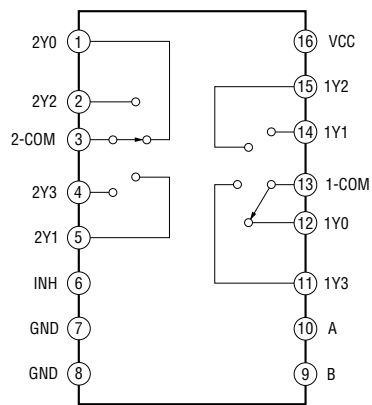 2Y0 1
2Y2 2
2-COM 3
2Y3 4
2Y1 5
INH 6
GND 7
GND 8
16 VCC
15 1Y2
14 1Y1
13 1-COM
12 1Y0
11 1Y3
10 A
9 B